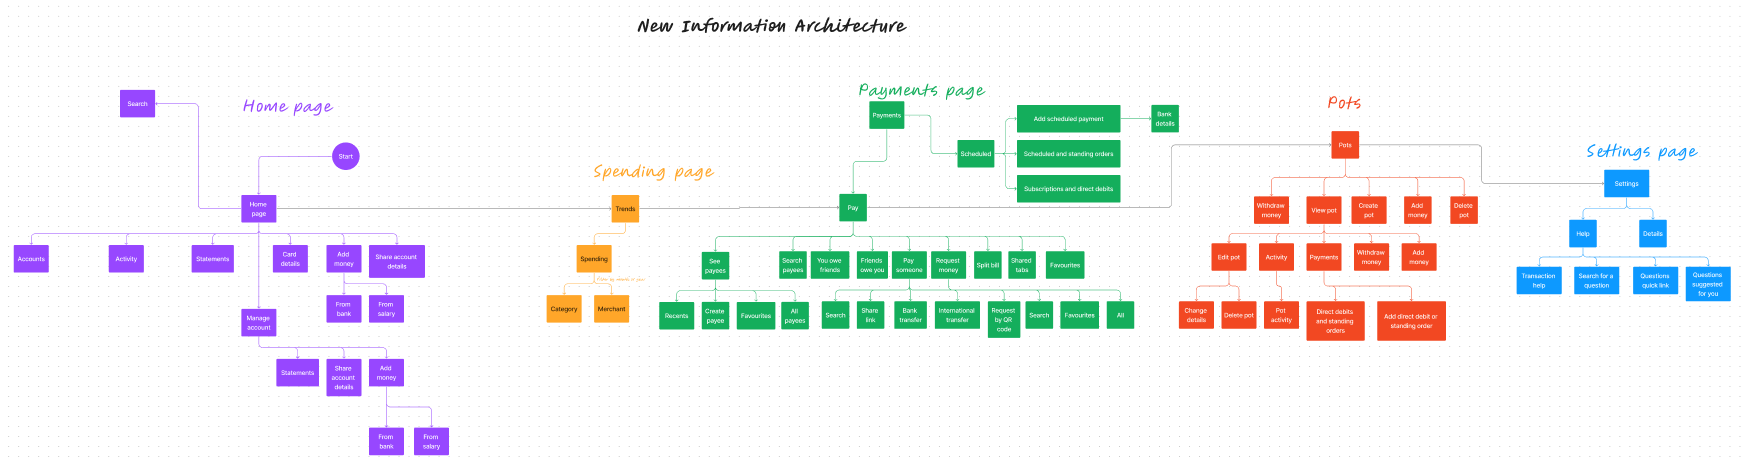 New Information Architecture
Home page
Search
Start
Home
page
Accounts
Activity
Statements
Card
details
Add
money
Share account
details
From
bank
From
salary
Manage
account
Statements
Share
account
details
Add
money
From
bank
From
salary
Spending page
Trends
Spending
Category
Merchant
Payments page
Payments
Scheduled
Add scheduled payment
Bank
details
Scheduled and standing orders
Subscriptions and direct debits
Pay
See
payees
Search
payees
You owe
friends
Friends
owe you
Pay
someone
Request
money
Split bill
Shared
tabs
Favourites
Recents
Create
payee
Favourites
All
payees
Search
Share
link
Bank
transfer
International
transfer
Request
by QR
code
Search
Favourites
All
Pots
Pots
Withdraw
money
View pot
Create
pot
Add
money
Delete
pot
Edit pot
Activity
Payments
Withdraw
money
Add
money
Change
details
Delete pot
Pot
activity
Direct debits
and standing
orders
Add direct debit or
standing order
Settings page
Settings
Help
Details
Transaction
help
Search for a
question
Questions
quick link
Questions
suggested
for you